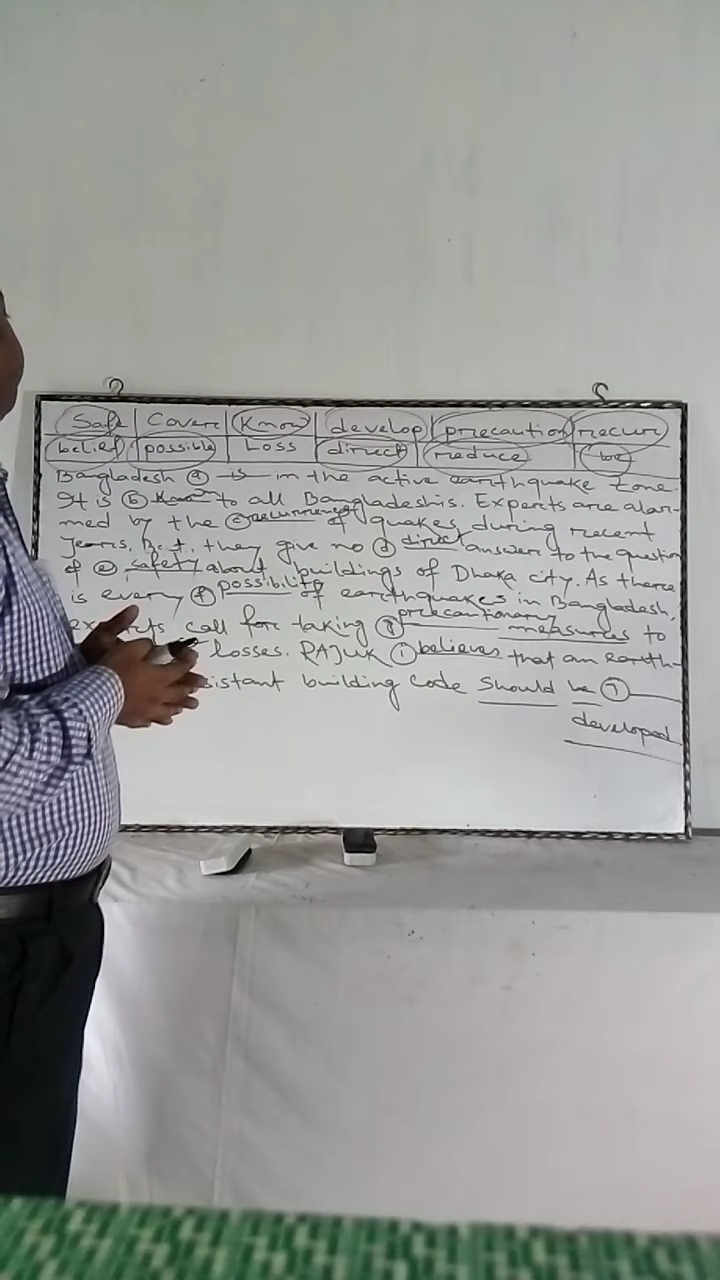 Safe | Cover | Know | develop | precaution | recur
belief | possible | Loss | direct | reduce | be
Bangladesh ⓐ is in the active earthquake zone.
It is ⓑ to all Bangladeshis. Experts are alar-
med by the ⓒ recurrence of quakes during recent
years. But, they give no ⓓ direct answer to the question
of ⓔ safety about buildings of Dhaka city. As there
is every ⓕ possibility of earthquakes in Bangladesh,
experts call for taking ⓖ precautionary measures to
losses. RAJUK ⓘ believes that an earth-
sistant building code should be ⓙ
developed